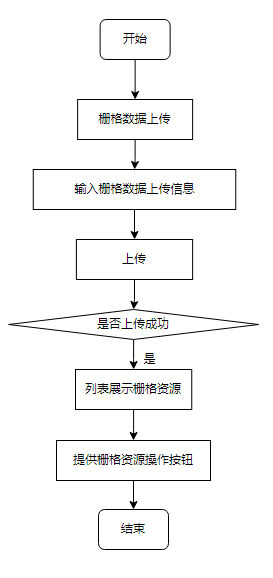 开始
栅格数据上传
输入栅格数据上传信息
上传
是否上传成功
是
列表展示栅格资源
提供栅格资源操作按钮
结束